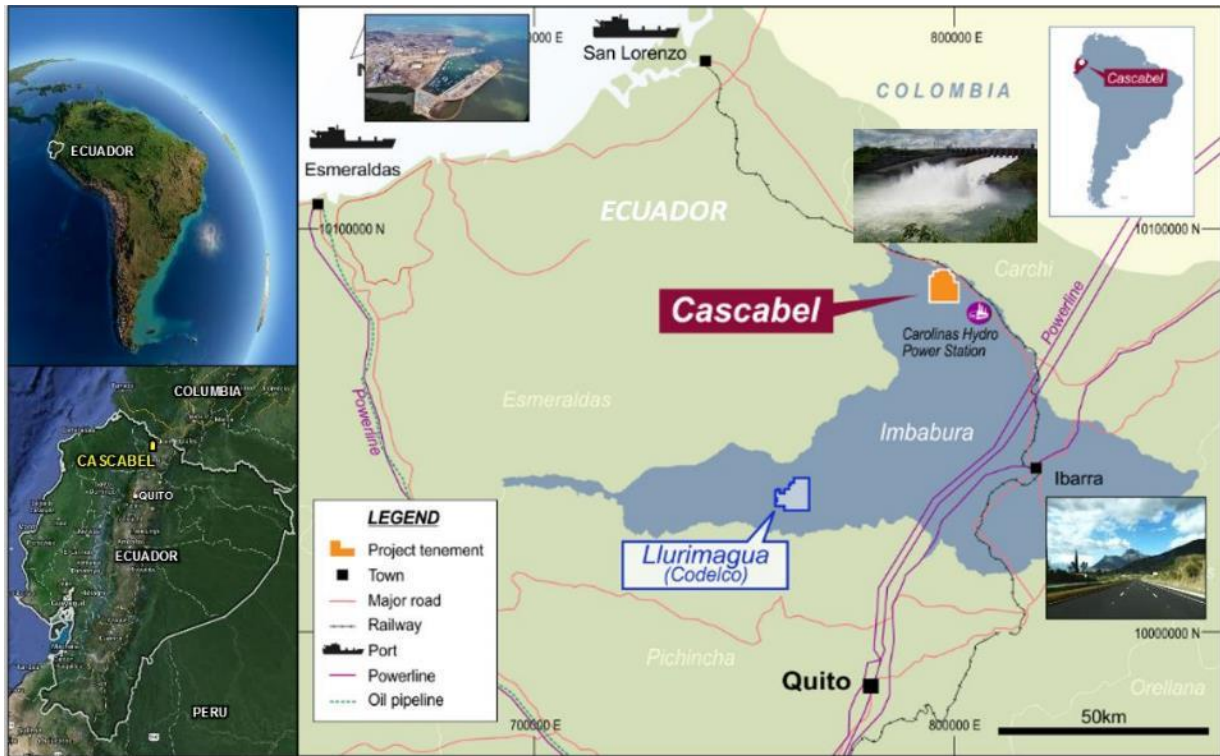 ECUADOR
COLUMBIA
CASCABEL
QUITO
ECUADOR
PERU
San Lorenzo
800000 E
COLOMBIA
Cascabel
Esmeraldas
10100000 N
ECUADOR
10100000 N
Carchi
Cascabel
Carolinas Hydro
Power Station
Powerline
Powerline
Esmeraldas
Imbabura
Ibarra
Llurimagua
(Codelco)
LEGEND
Project tenement
Town
Major road
Railway
Port
Powerline
Oil pipeline
Pichincha
10000000 N
Quito
Orellana
700000 E
800000 E
50km